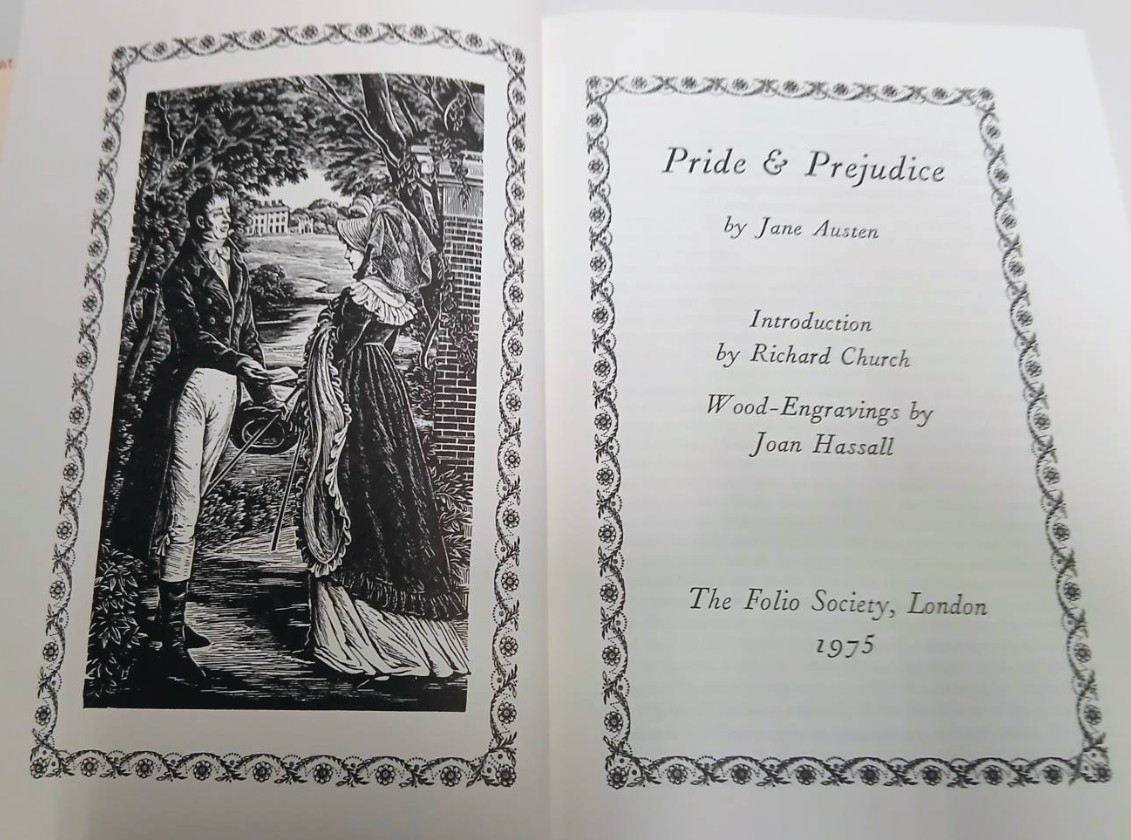 Pride & Prejudice
by Jane Austen
Introduction
by Richard Church
Wood-Engravings by
Joan Hassall
The Folio Society, London
1975